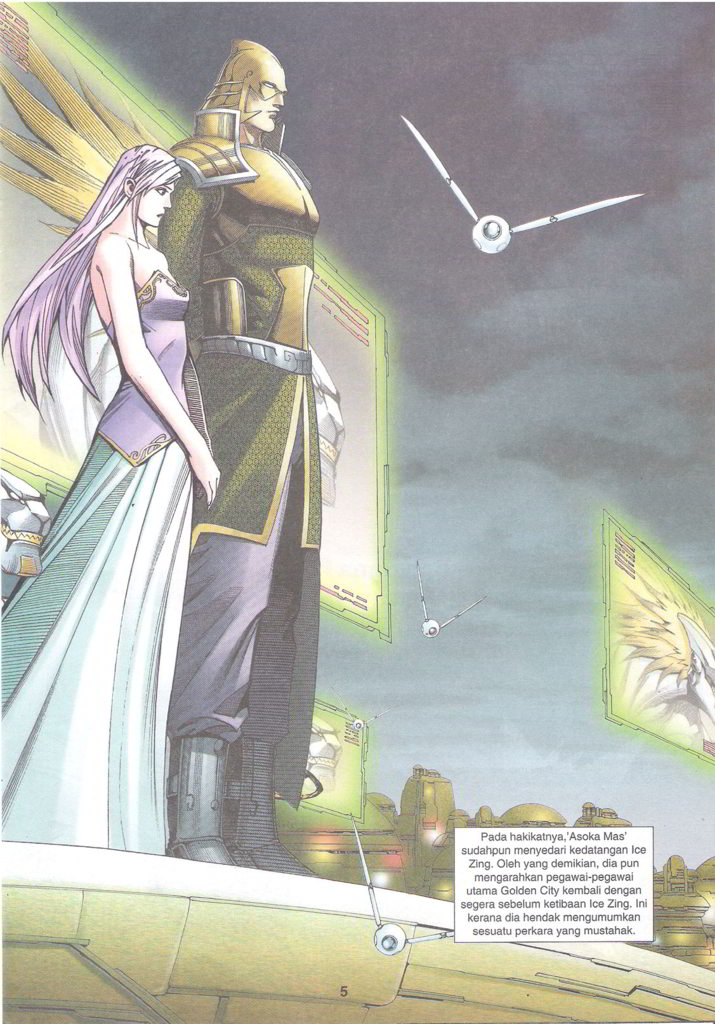 Pada hakikatnya,'Asoka Mas'
sudahpun menyedari kedatangan Ice
Zing. Oleh yang demikian, dia pun
mengarahkan pegawai-pegawai
utama Golden City kembali dengan
segera sebelum ketibaan Ice Zing. Ini
kerana dia hendak mengumumkan
sesuatu perkara yang mustahak.
5